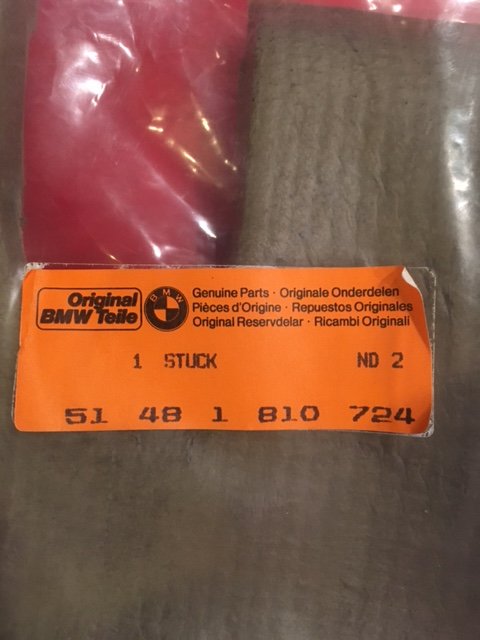 Original
BMW Teile
BMW
Genuine Parts · Originale Onderdelen
Pièces d'Origine · Repuestos Originales
Original Reservdelar · Ricambi Originali
1 STUCK ND 2
51 48 1 810 724